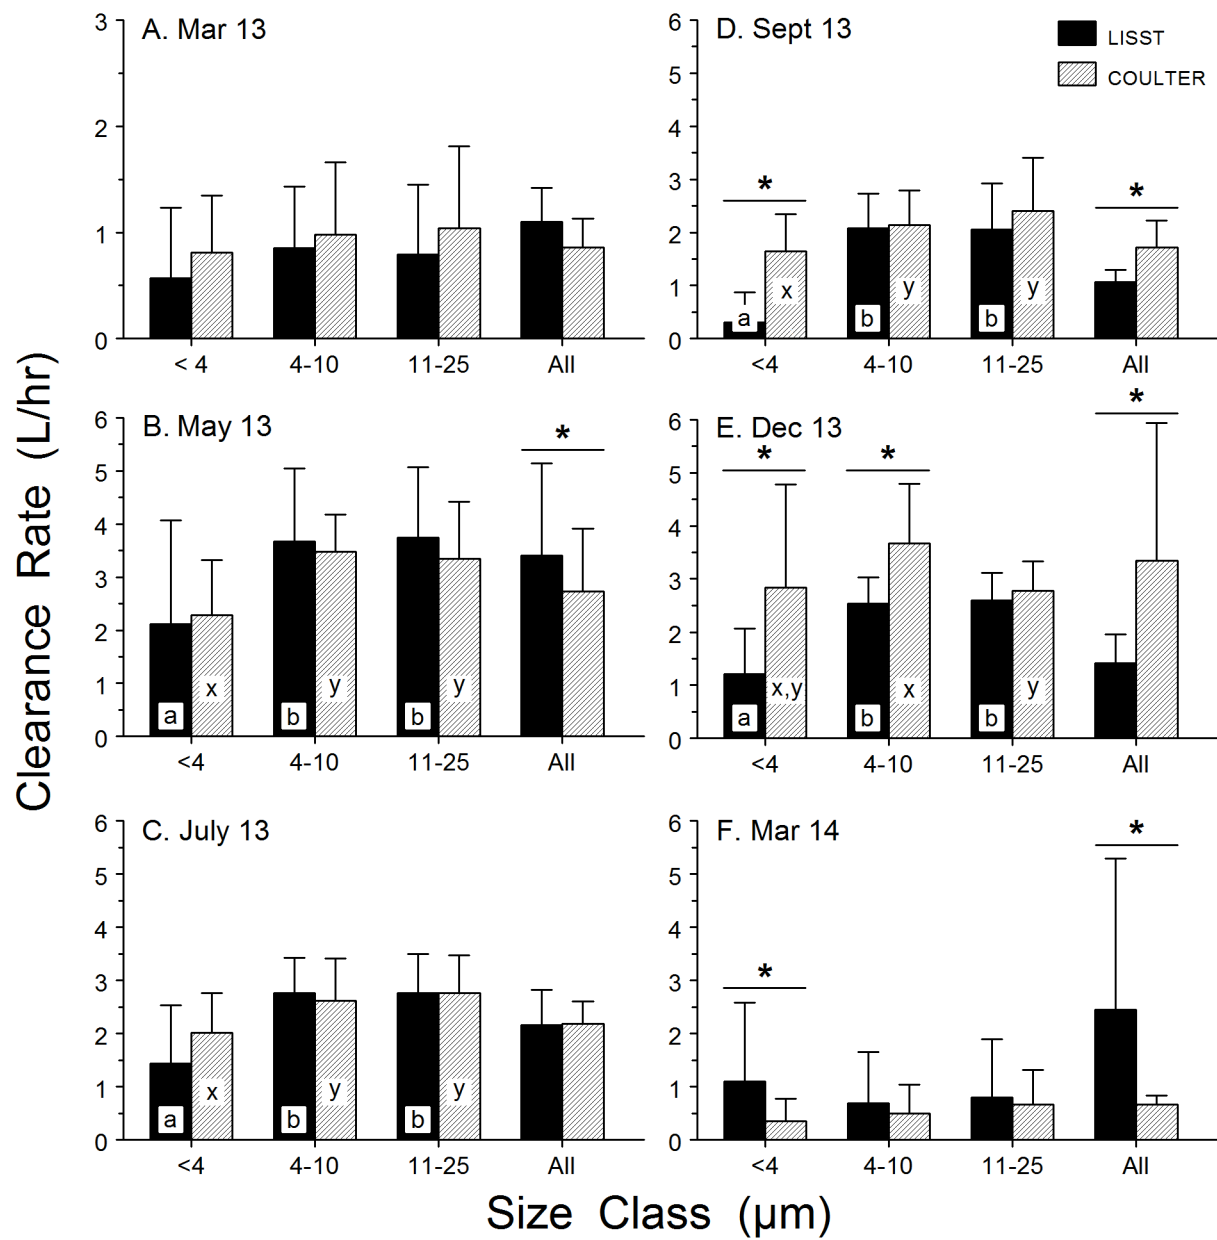 Clearance Rate (L/hr)
A. Mar 13
3
2
1
0
< 4
4-10
11-25
All
B. May 13
*
6
5
4
3
2
1
0
a
x
b
y
b
y
<4
4-10
11-25
All
C. July 13
6
5
4
3
2
1
0
a
x
b
y
b
y
<4
4-10
11-25
All
D. Sept 13
LISST
COULTER
* *
6
5
4
3
2
1
0
a
x
b
y
b
y
<4
4-10
11-25
All
E. Dec 13
* * *
6
5
4
3
2
1
0
a
x,y
b
x
b
y
<4
4-10
11-25
All
F. Mar 14
* *
6
5
4
3
2
1
0
<4
4-10
11-25
All
Size Class (µm)